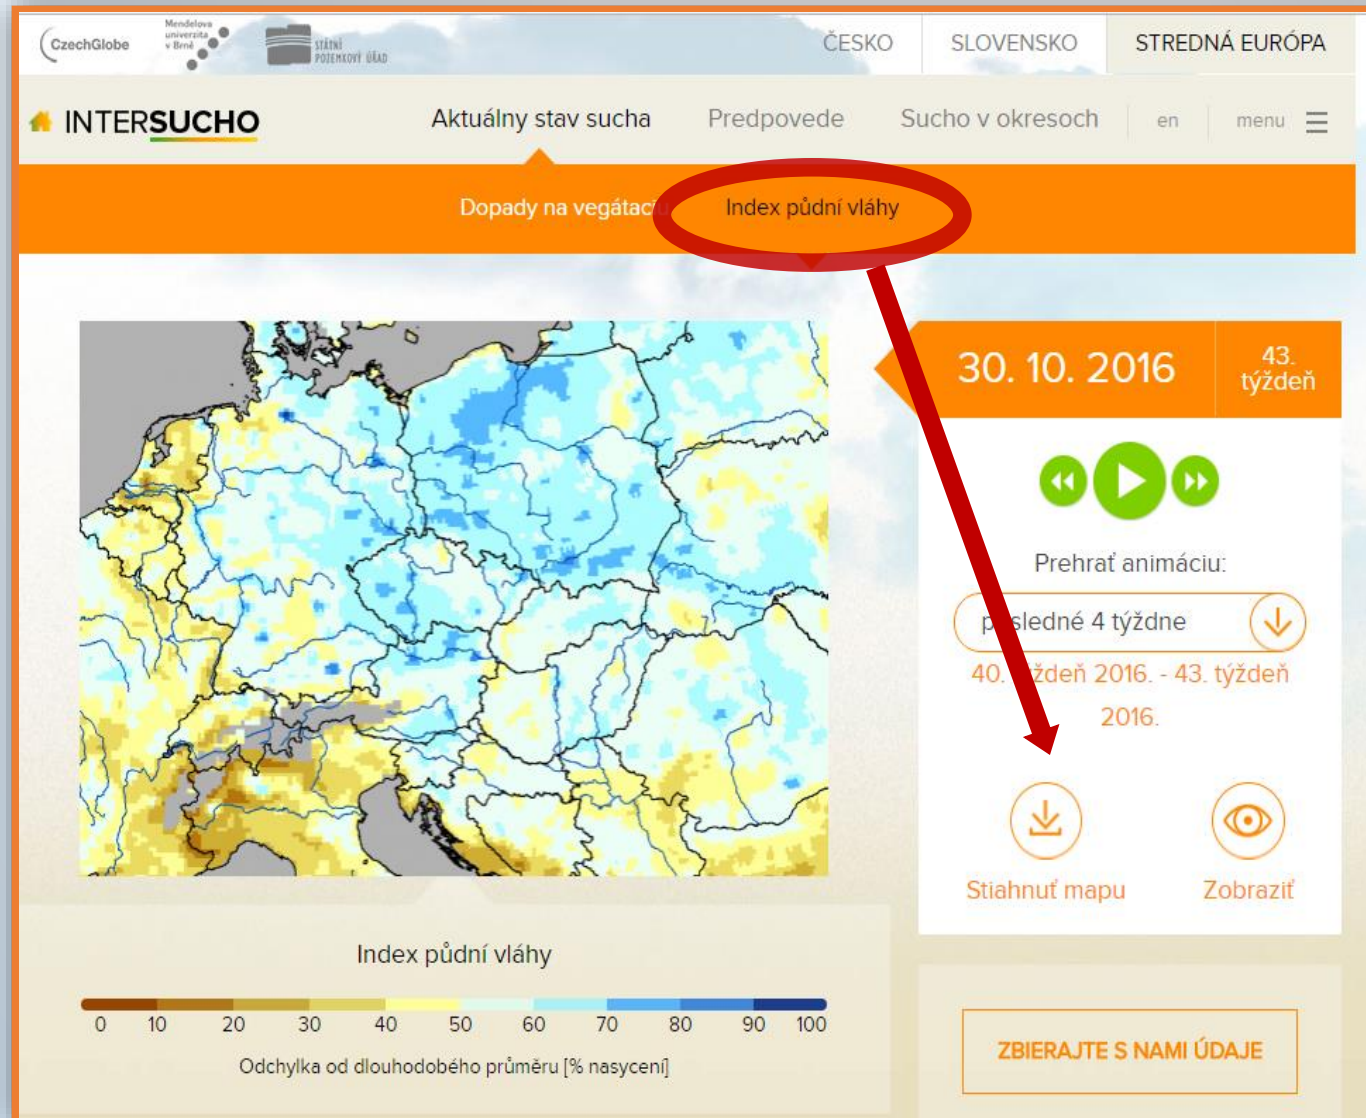 CzechGlobe
Mendelova
univerzita
v Brně
STÁTNÍ
POZEMKOVÝ ÚŘAD
ČESKO
SLOVENSKO
STREDNÁ EURÓPA
INTERSUCHO
Aktuálny stav sucha
Predpovede
Sucho v okresoch
en
menu
Dopady na vegátaciu
Index půdní vláhy
30. 10. 2016
43.
týždeň
Prehrať animáciu:
posledné 4 týždne
40. týždeň 2016. - 43. týždeň
2016.
Stiahnuť mapu
Zobraziť
Index půdní vláhy
0 10 20 30 40 50 60 70 80 90 100
Odchylka od dlouhodobého průměru [% nasycení]
ZBIERAJTE S NAMI ÚDAJE